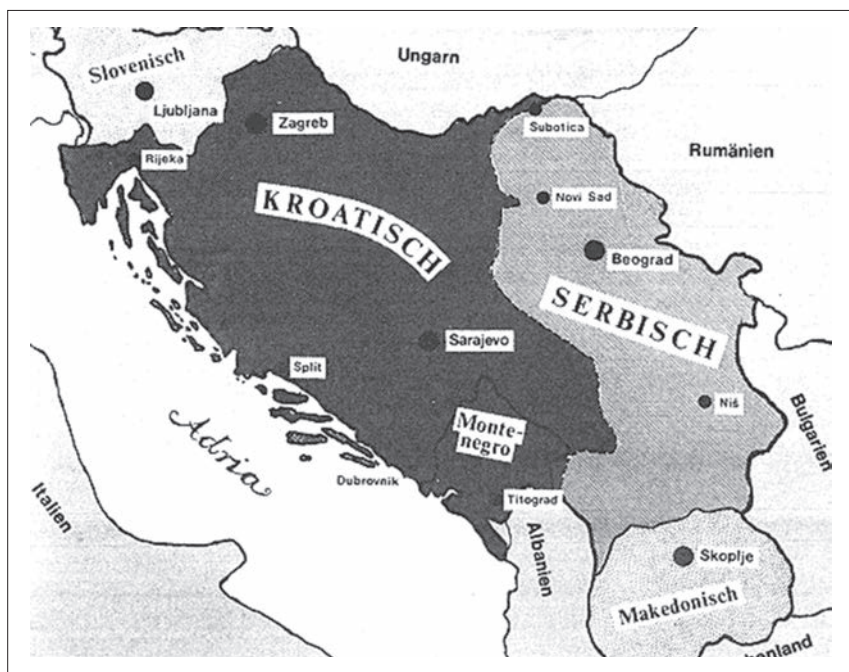 Slovenisch
Ungarn
Ljubljana
Zagreb
Subotica
Rijeka
Rumänien
Novi Sad
KROATISCH
Beograd
SERBISCH
Sarajevo
Split
Niš
Monte-
negro
Adria
Bulgarien
Dubrovnik
Titograd
Italien
Albanien
Skoplje
Makedonisch